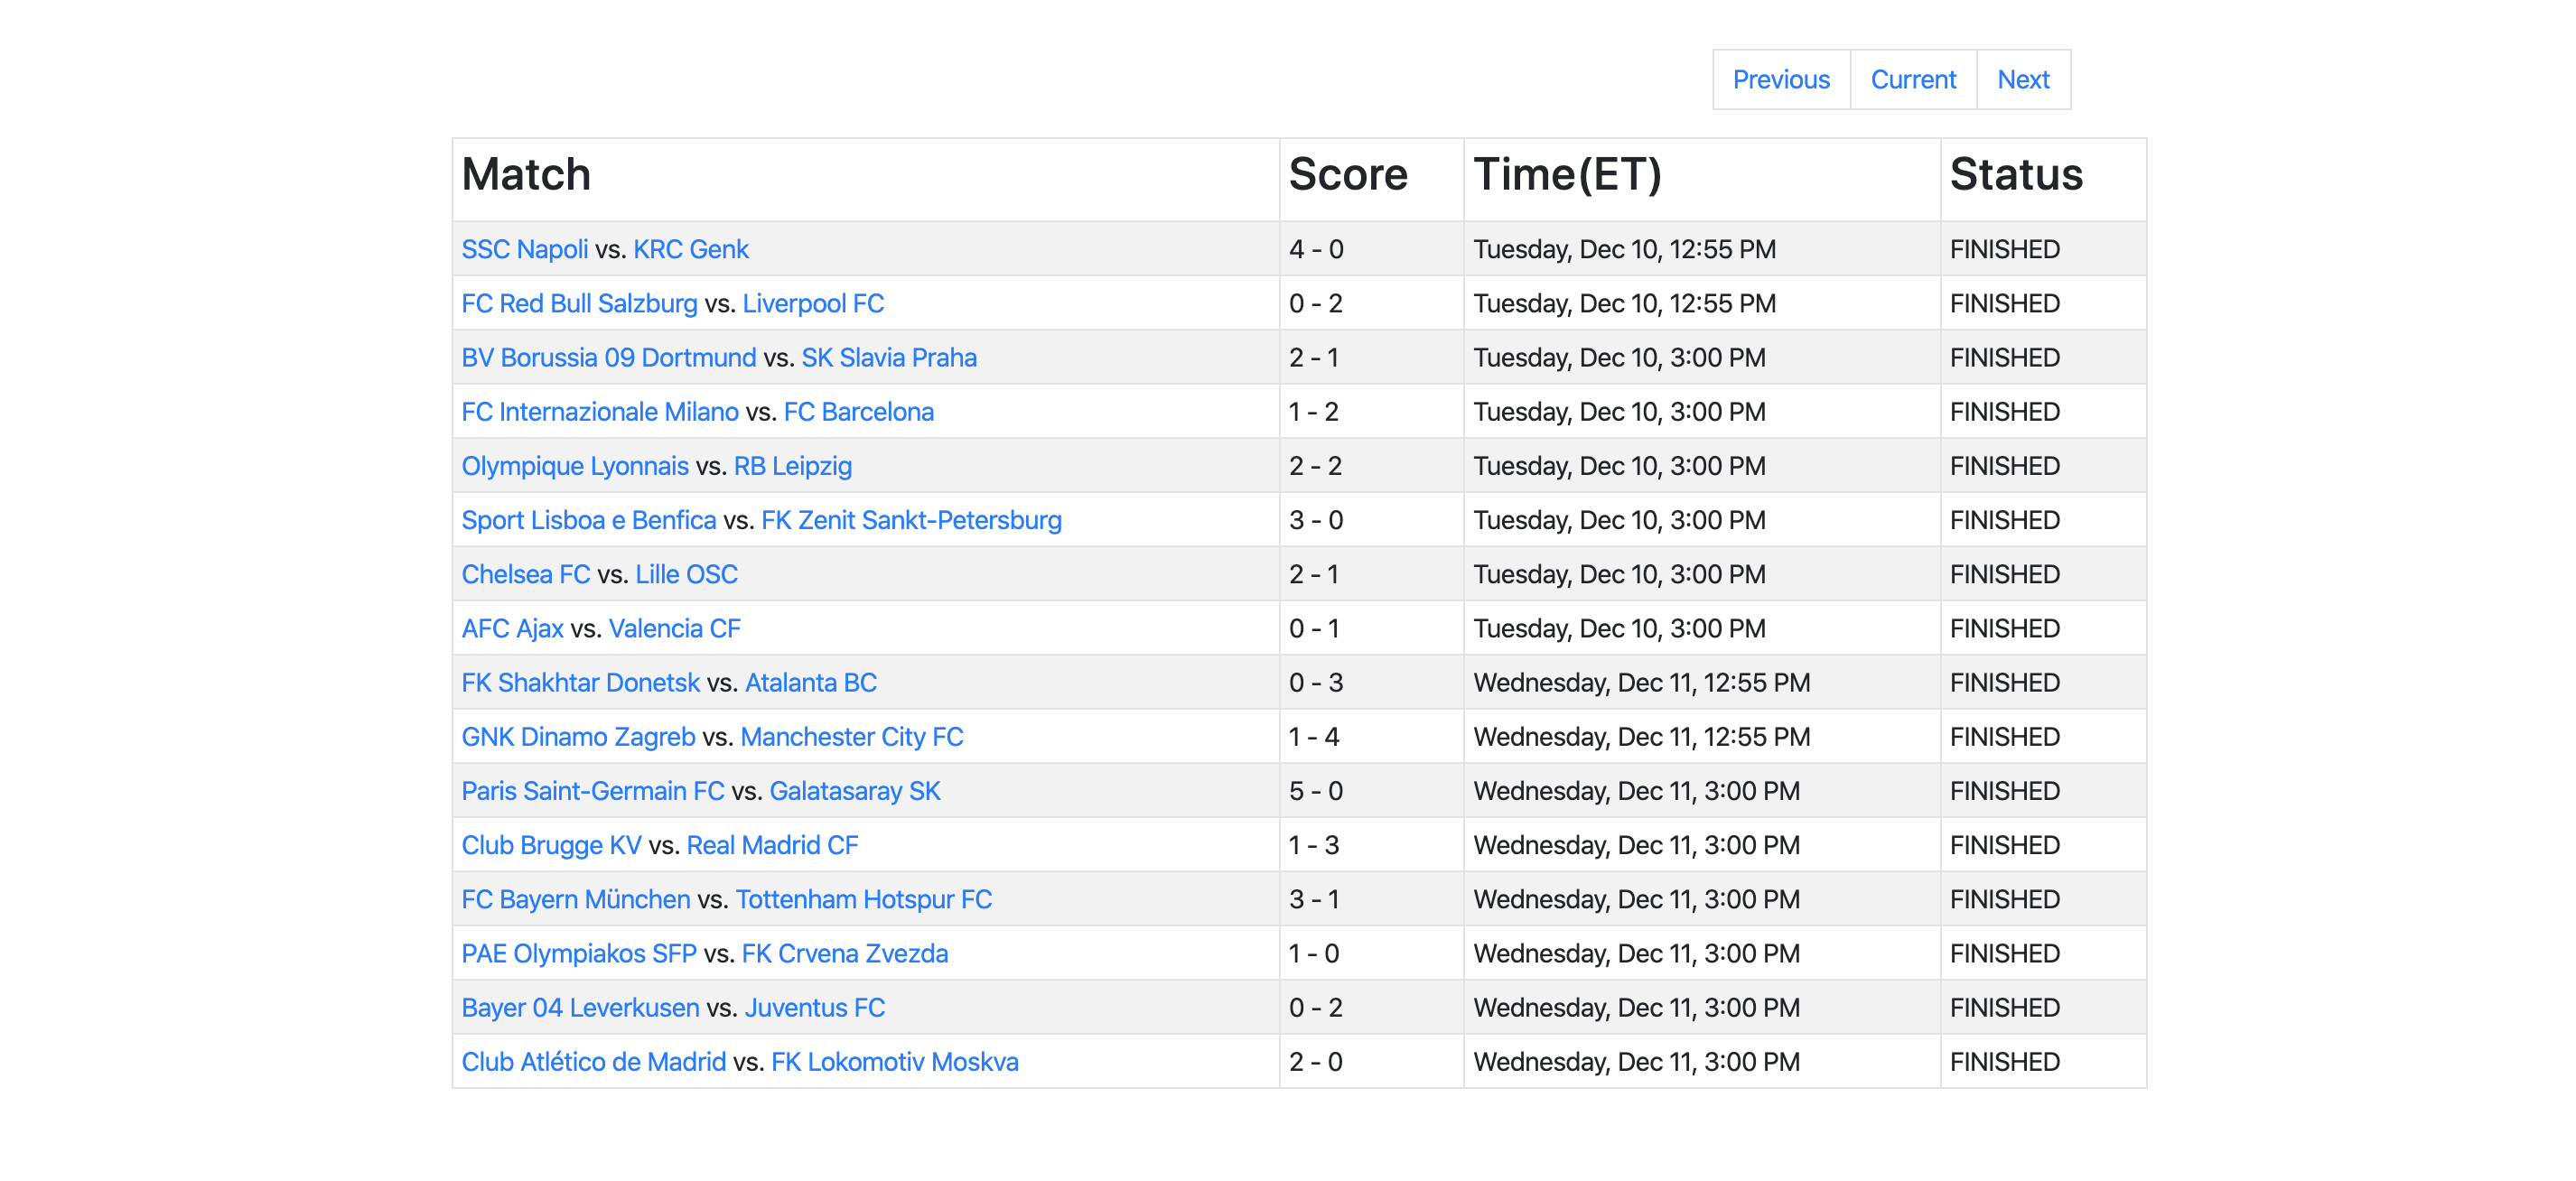 Previous Current Next
Match Score Time(ET) Status
SSC Napoli vs. KRC Genk 4 - 0 Tuesday, Dec 10, 12:55 PM FINISHED
FC Red Bull Salzburg vs. Liverpool FC 0 - 2 Tuesday, Dec 10, 12:55 PM FINISHED
BV Borussia 09 Dortmund vs. SK Slavia Praha 2 - 1 Tuesday, Dec 10, 3:00 PM FINISHED
FC Internazionale Milano vs. FC Barcelona 1 - 2 Tuesday, Dec 10, 3:00 PM FINISHED
Olympique Lyonnais vs. RB Leipzig 2 - 2 Tuesday, Dec 10, 3:00 PM FINISHED
Sport Lisboa e Benfica vs. FK Zenit Sankt-Petersburg 3 - 0 Tuesday, Dec 10, 3:00 PM FINISHED
Chelsea FC vs. Lille OSC 2 - 1 Tuesday, Dec 10, 3:00 PM FINISHED
AFC Ajax vs. Valencia CF 0 - 1 Tuesday, Dec 10, 3:00 PM FINISHED
FK Shakhtar Donetsk vs. Atalanta BC 0 - 3 Wednesday, Dec 11, 12:55 PM FINISHED
GNK Dinamo Zagreb vs. Manchester City FC 1 - 4 Wednesday, Dec 11, 12:55 PM FINISHED
Paris Saint-Germain FC vs. Galatasaray SK 5 - 0 Wednesday, Dec 11, 3:00 PM FINISHED
Club Brugge KV vs. Real Madrid CF 1 - 3 Wednesday, Dec 11, 3:00 PM FINISHED
FC Bayern München vs. Tottenham Hotspur FC 3 - 1 Wednesday, Dec 11, 3:00 PM FINISHED
PAE Olympiakos SFP vs. FK Crvena Zvezda 1 - 0 Wednesday, Dec 11, 3:00 PM FINISHED
Bayer 04 Leverkusen vs. Juventus FC 0 - 2 Wednesday, Dec 11, 3:00 PM FINISHED
Club Atlético de Madrid vs. FK Lokomotiv Moskva 2 - 0 Wednesday, Dec 11, 3:00 PM FINISHED